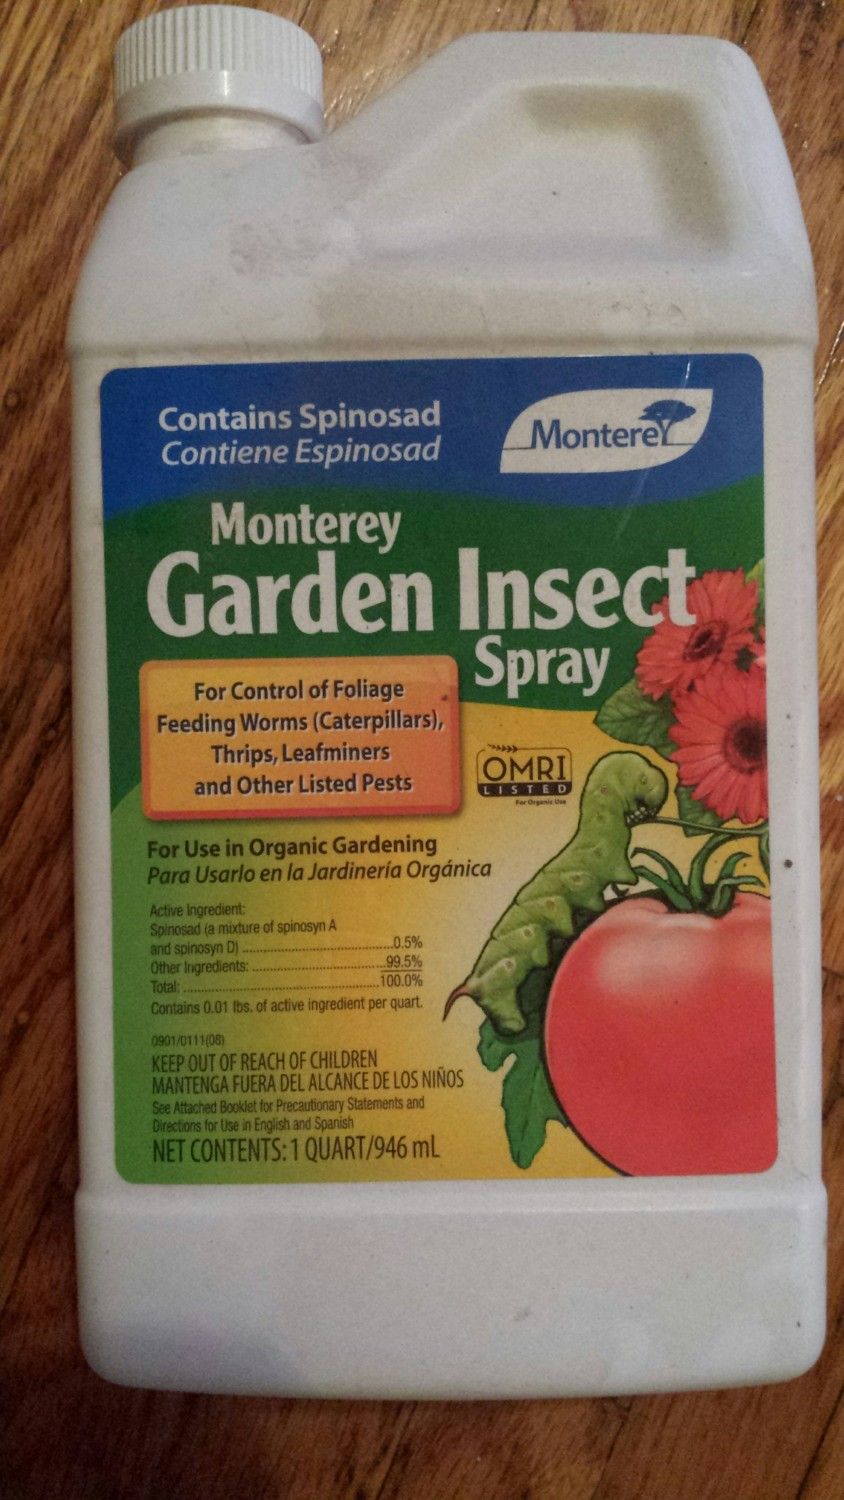 Contains Spinosad
Contiene Espinosad
Monterey
Monterey
Garden Insect
Spray
For Control of Foliage
Feeding Worms (Caterpillars),
Thrips, Leafminers
and Other Listed Pests
OMRI
LISTED
For Organic Use
For Use in Organic Gardening
Para Usarlo en la Jardinería Orgánica
Active Ingredient:
Spinosad (a mixture of spinosyn A
and spinosyn D) ..........................................0.5%
Other Ingredients: .....................................99.5%
Total: .......................................................100.0%
Contains 0.01 lbs. of active ingredient per quart.
0901/0111(08)
KEEP OUT OF REACH OF CHILDREN
MANTENGA FUERA DEL ALCANCE DE LOS NIÑOS
See Attached Booklet for Precautionary Statements and
Directions for Use in English and Spanish
NET CONTENTS: 1 QUART/946 mL